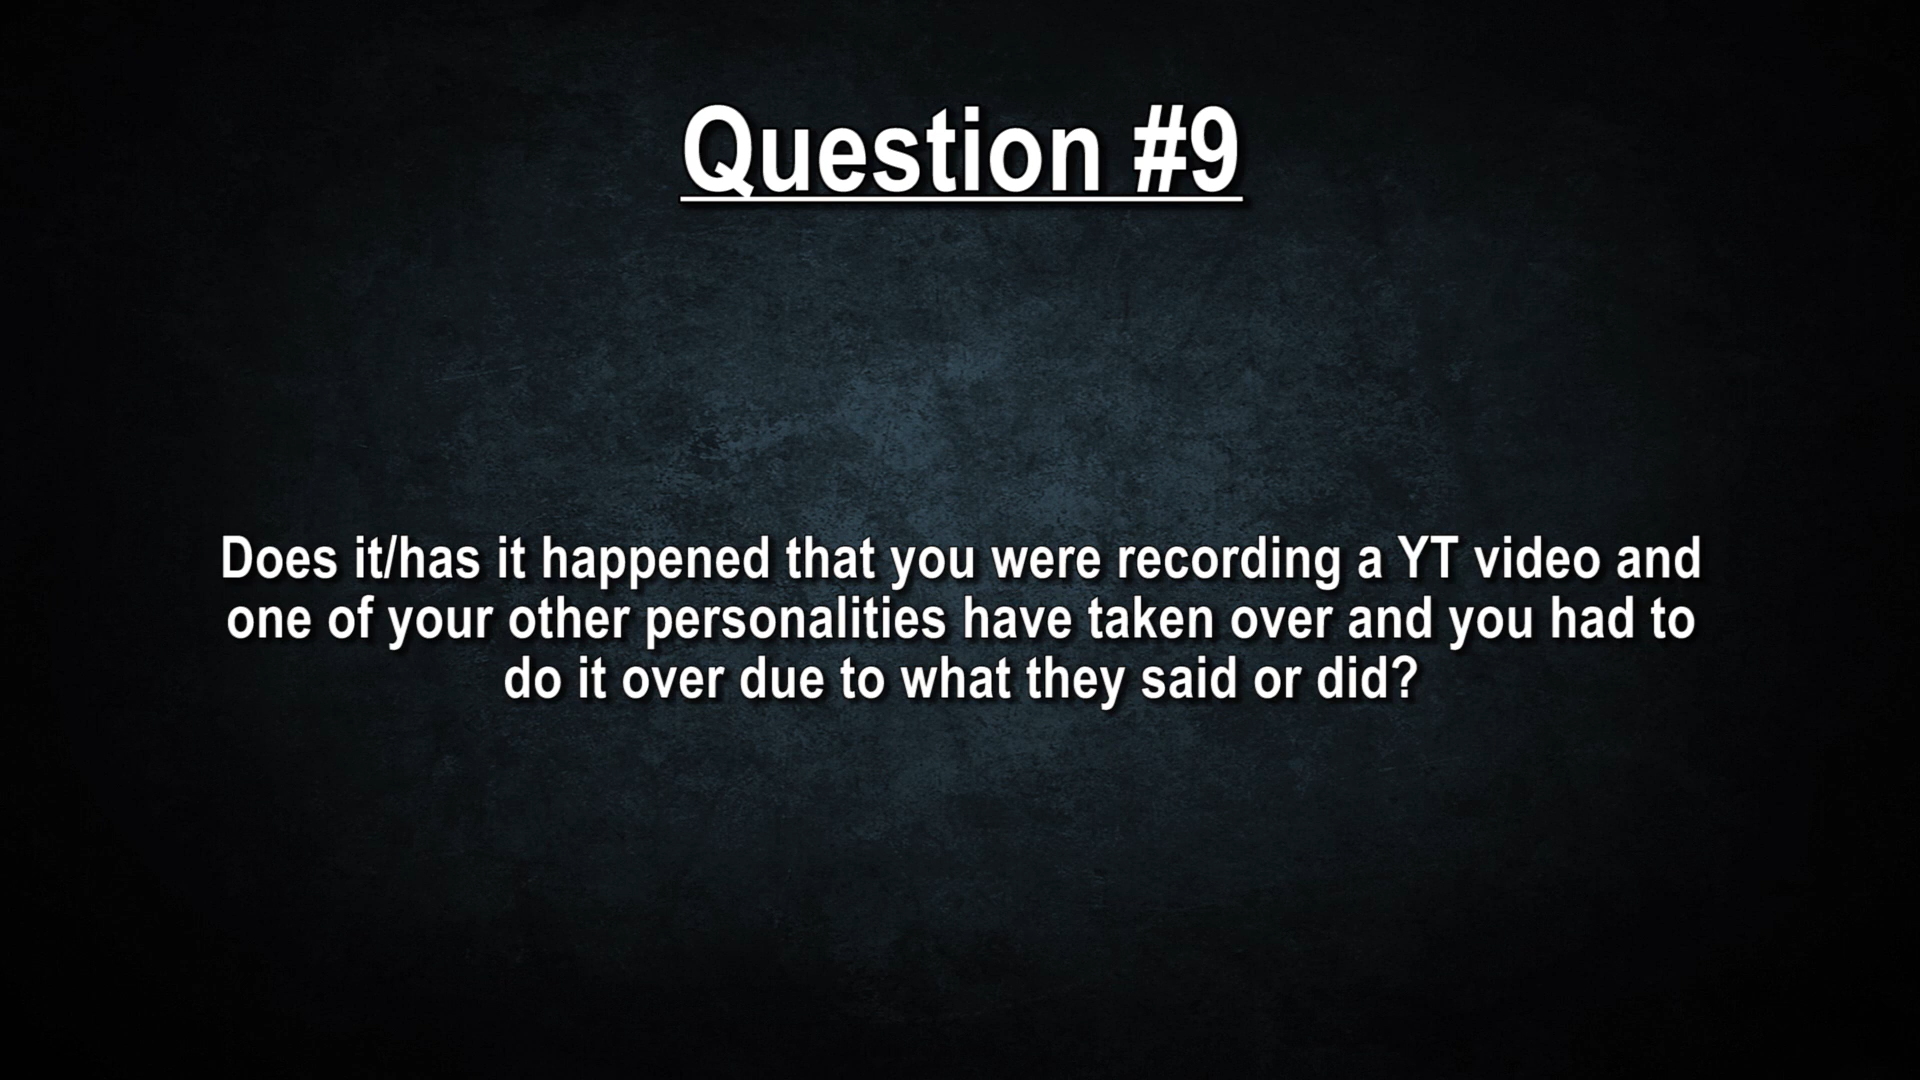 Question #9
Does it/has it happened that you were recording a YT video and
one of your other personalities have taken over and you had to
do it over due to what they said or did?